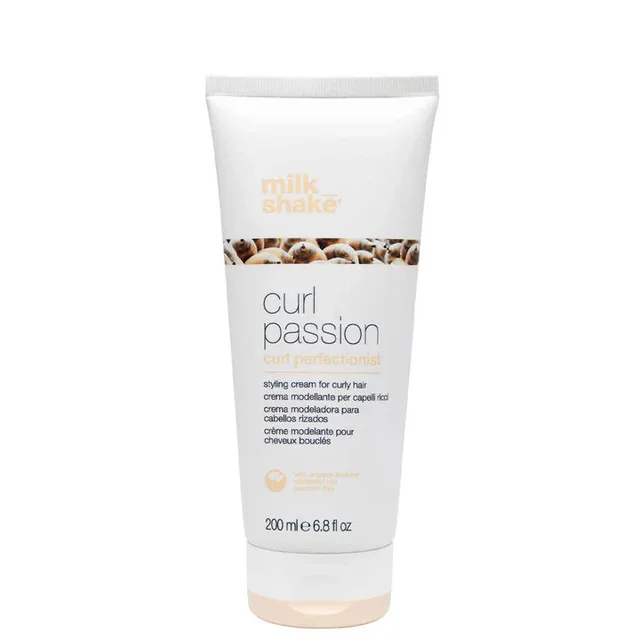 milk
shake
curl
passion
curl perfectionist
styling cream for curly hair
crema modellante per capelli ricci
crema modeladora para
cabellos rizados
crème modelante pour
cheveux bouclés
200 ml e 6.8 fl oz